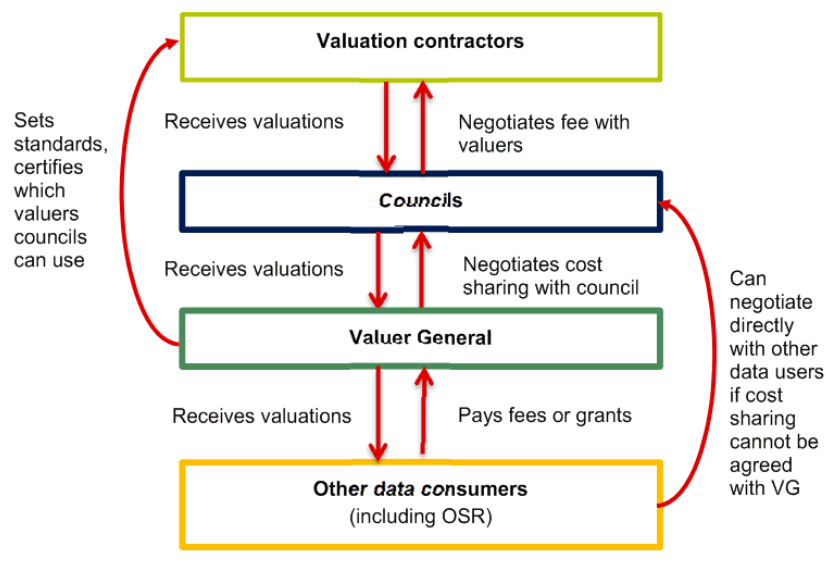 Valuation contractors
Receives valuations
Negotiates fee with
valuers
Sets
standards,
certifies
which
valuers
councils
can use
Councils
Receives valuations
Negotiates cost
sharing with council
Can
negotiate
directly
with other
data users
if cost
sharing
cannot be
agreed
with VG
Valuer General
Receives valuations
Pays fees or grants
Other data consumers
(including OSR)